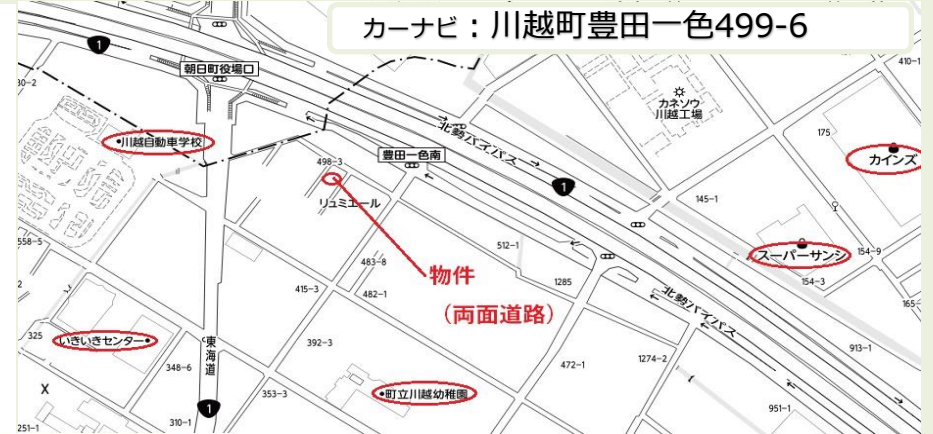 カーナビ：川越町豊田一色499-6
410-1
1
朝日町役場口
30-2
カネソウ
川越工場
175
川越自動車学校
北勢バイパス
豊田一色南
カインズ
498-3
1
リュミエール
145-1
558-5
512-1
スーパーサンシ
154-9
483-8
物件
1285
154-3
415-3
482-1
(両面道路)
北勢バイパス
165-
325
いきいきセンター
東海道
392-3
913-1
348-6
472-1
1274-2
X
353-3
町立川越幼稚園
1
951-1
310-1
251-1